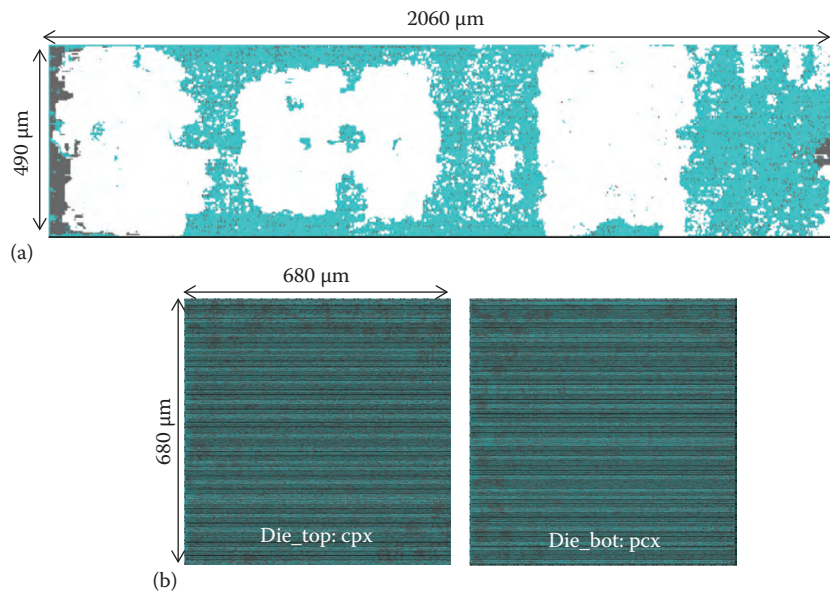 2060 μm
490 μm
(a)
680 μm
680 μm
Die_top: cpx
Die_bot: pcx
(b)